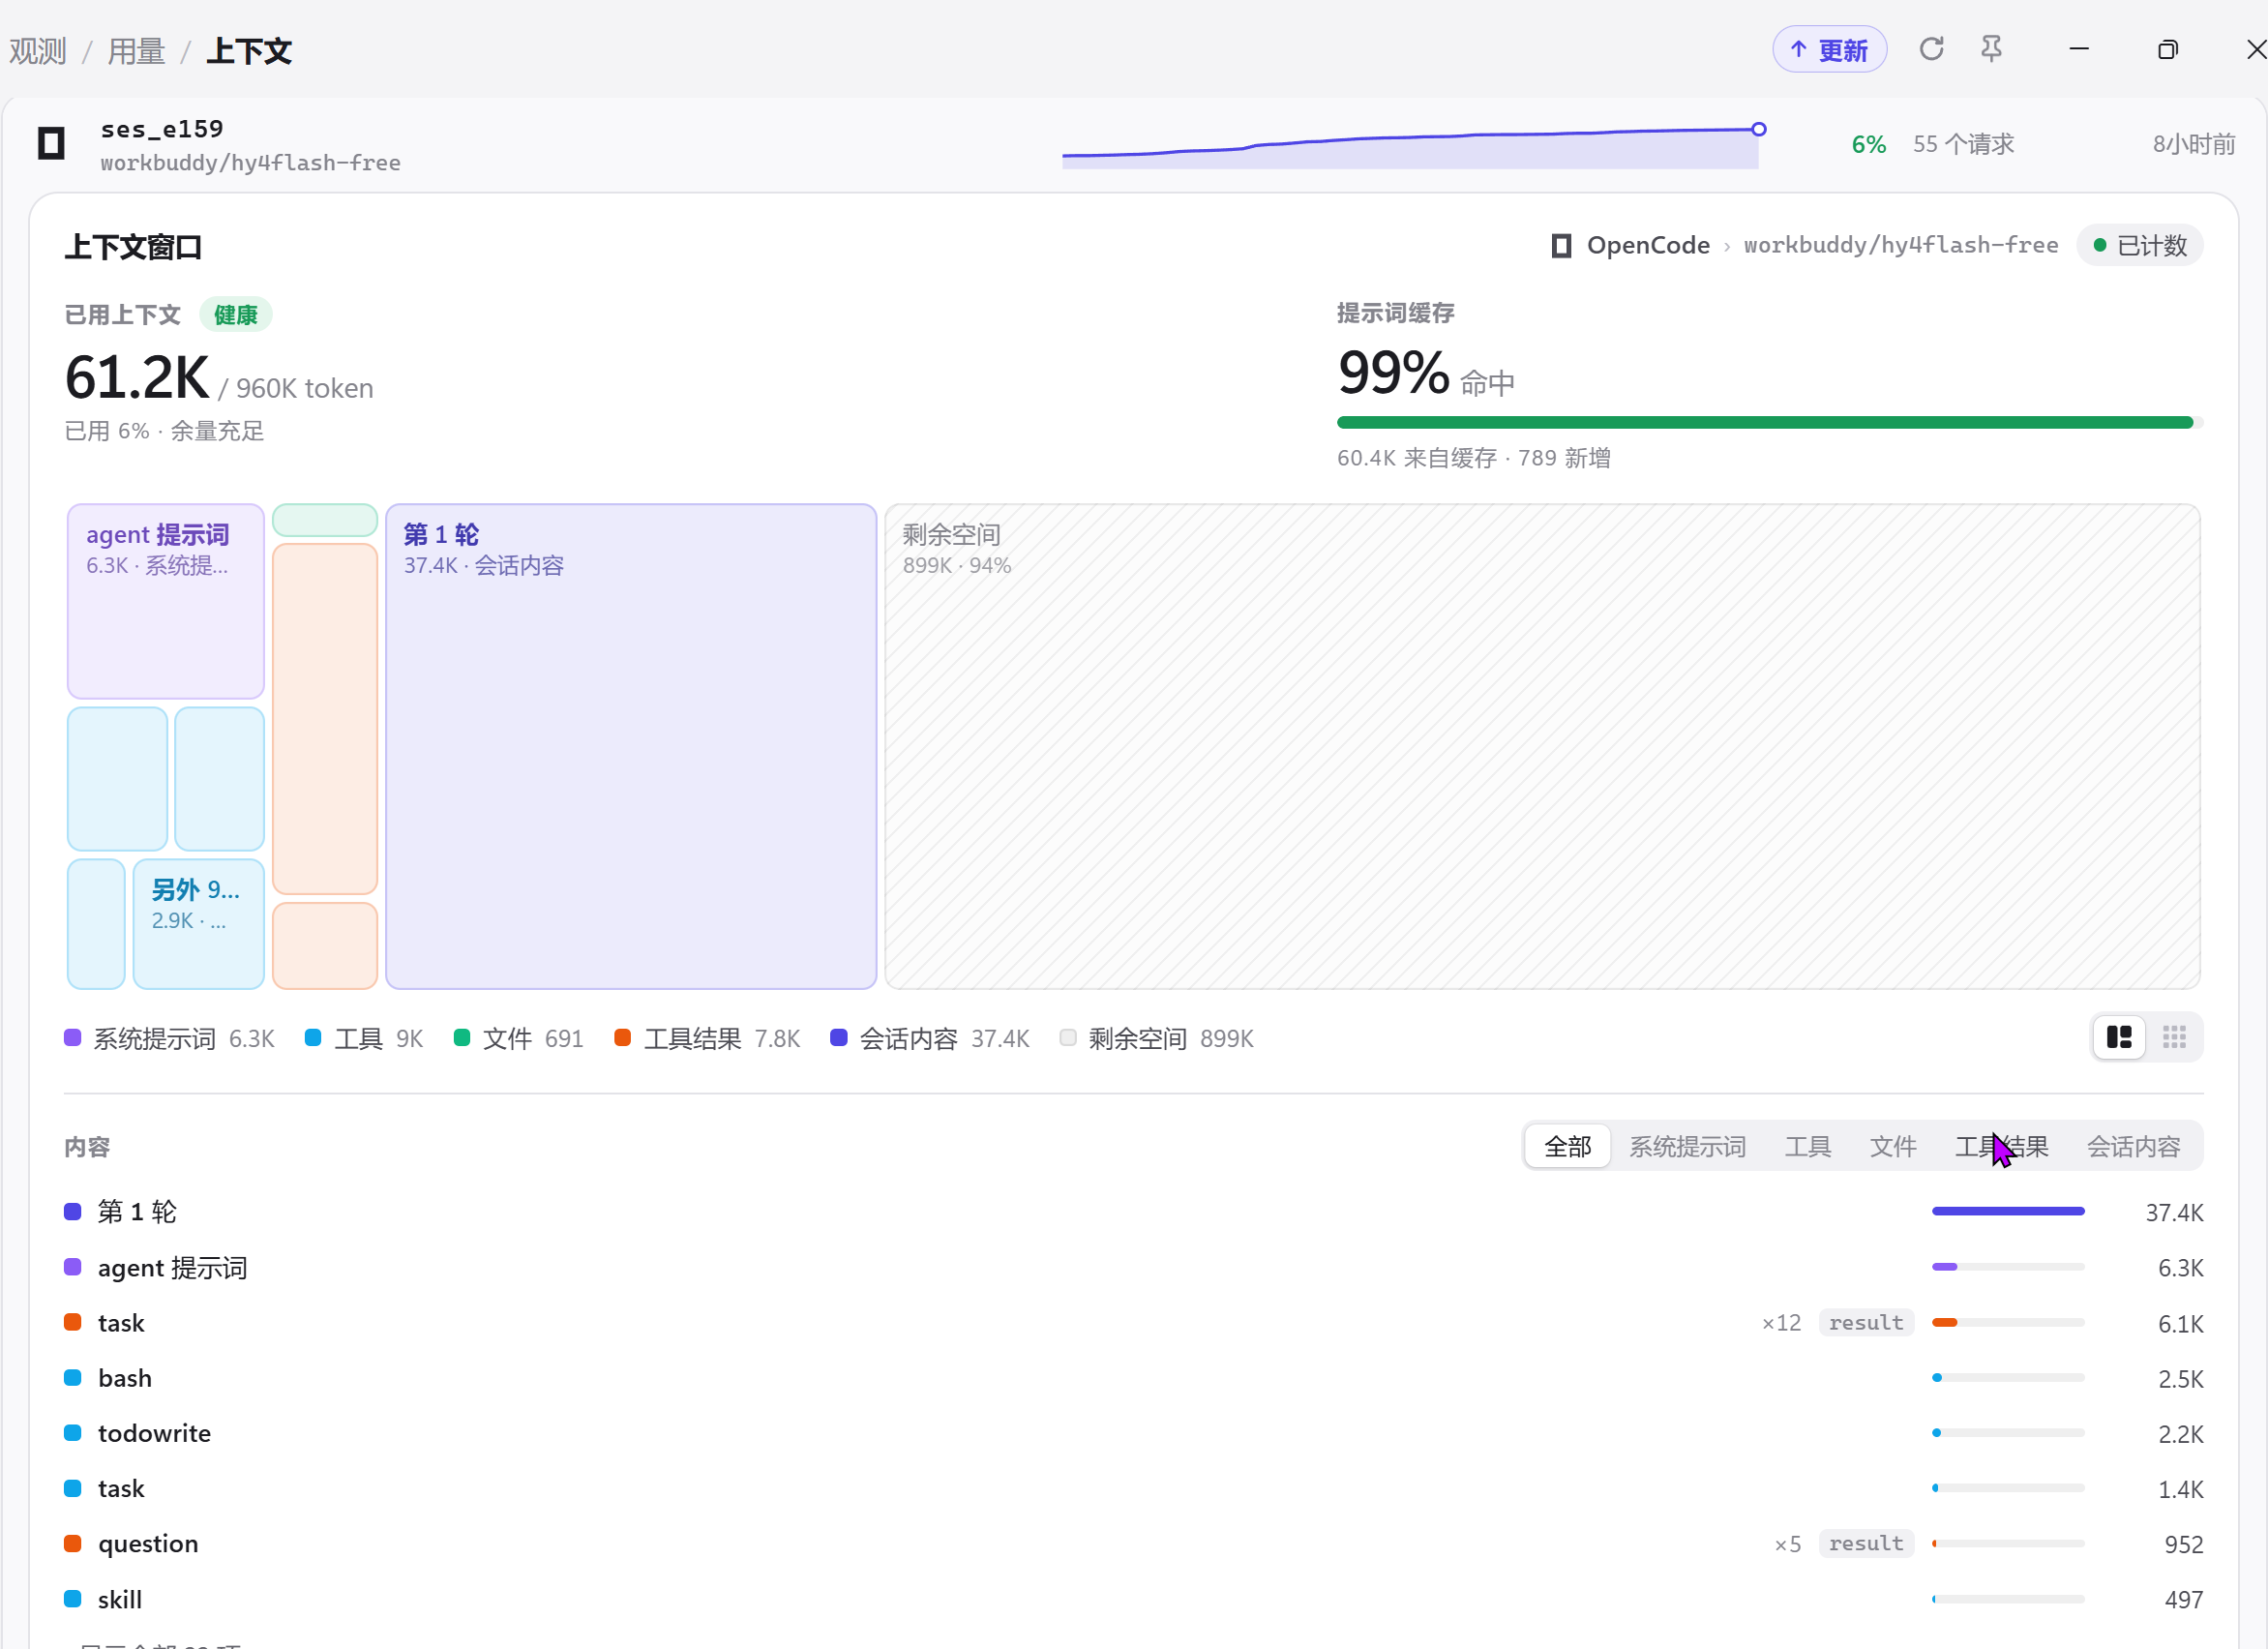 观测 / 用量 / 上下文
更新
ses_e159
workbuddy/hy4flash-free
6% 55 个请求 8小时前
上下文窗口
OpenCode › workbuddy/hy4flash-free 已计数
已用上下文 健康
61.2K / 960K token
已用 6% · 余量充足
提示词缓存
99% 命中
60.4K 来自缓存 · 789 新增
agent 提示词
6.3K · 系统提...
另外 9...
2.9K · ...
第 1 轮
37.4K · 会话内容
剩余空间
899K · 94%
系统提示词 6.3K 工具 9K 文件 691 工具结果 7.8K 会话内容 37.4K 剩余空间 899K
内容
全部 系统提示词 工具 文件 工具结果 会话内容
第 1 轮 37.4K
agent 提示词 6.3K
task ×12 result 6.1K
bash 2.5K
todowrite 2.2K
task 1.4K
question ×5 result 952
skill 497